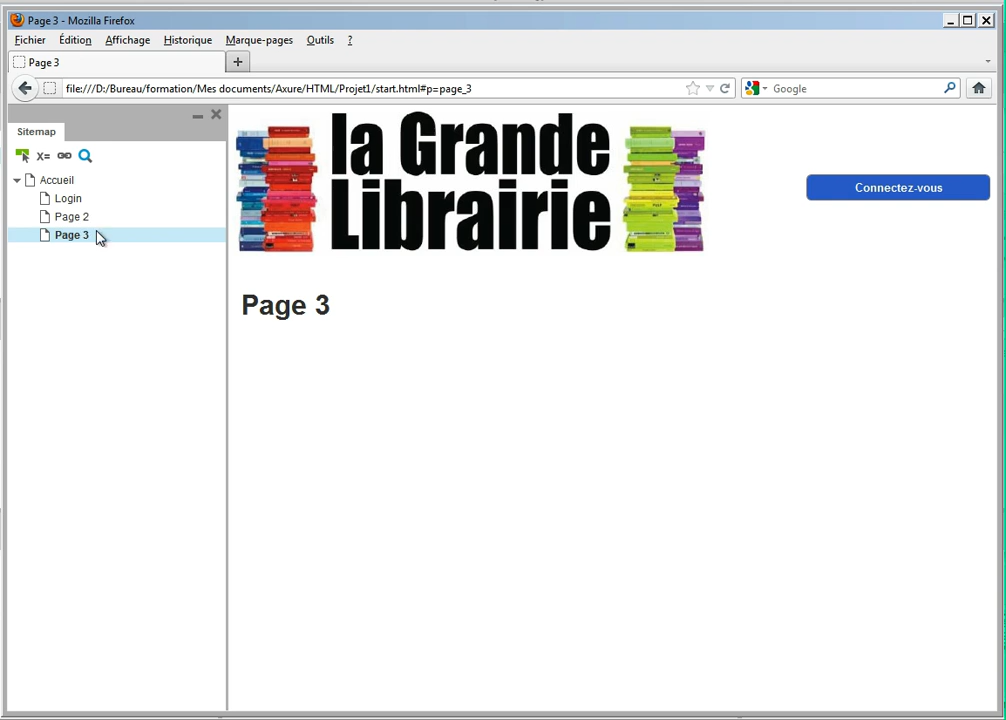 Page 3 - Mozilla Firefox
Fichier Édition Affichage Historique Marque-pages Outils ?
Page 3 +
file:///D:/Bureau/formation/Mes documents/Axure/HTML/Projet1/start.html#p=page_3 Google
Sitemap
X=
Accueil
Login
Page 2
Page 3
la Grande
Librairie
Connectez-vous
Page 3